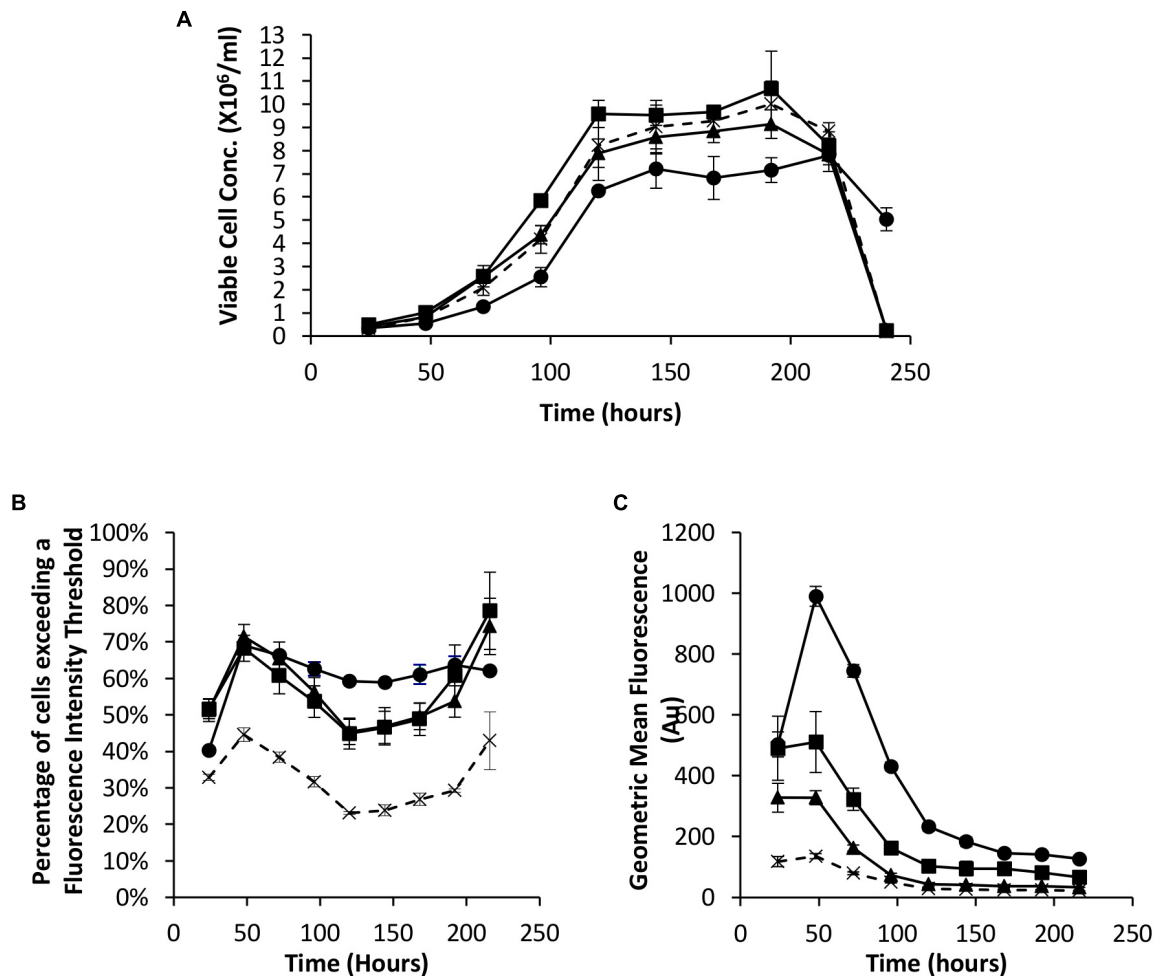 A
Viable Cell Conc. (X10⁶/ml)
13
12
11
10
9
8
7
6
5
4
3
2
1
0
0 50 100 150 200 250
Time (hours)
B
Percentage of cells exceeding a
Fluorescence Intensity Threshold
100%
90%
80%
70%
60%
50%
40%
30%
20%
10%
0%
0 50 100 150 200 250
Time (Hours)
C
Geometric Mean Fluorescence
(Au)
1200
1000
800
600
400
200
0
0 50 100 150 200 250
Time (hours)